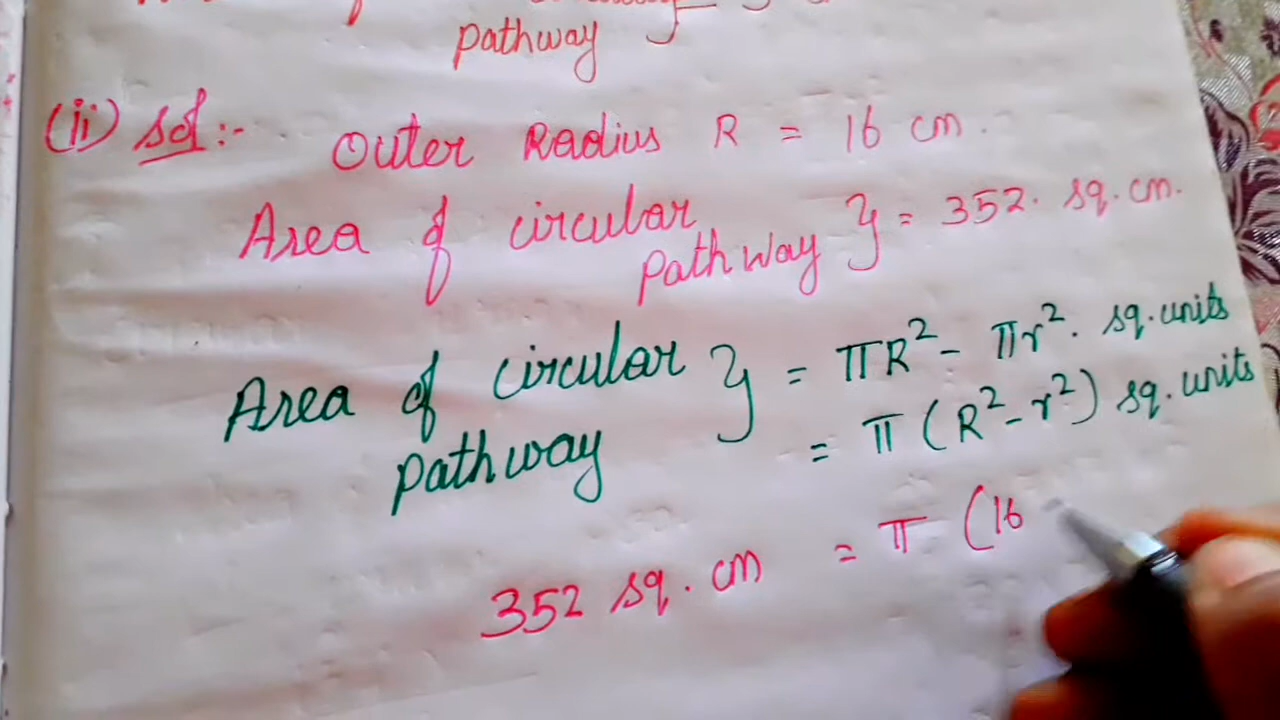 pathway }
(ii) sol :- Outer Radius R = 16 cm.
Area of circular
pathway } = 352. sq. cm.
Area of circular } = πR² - πr². sq. units
pathway = π (R² - r²) sq. units
352 sq. cm = π (16